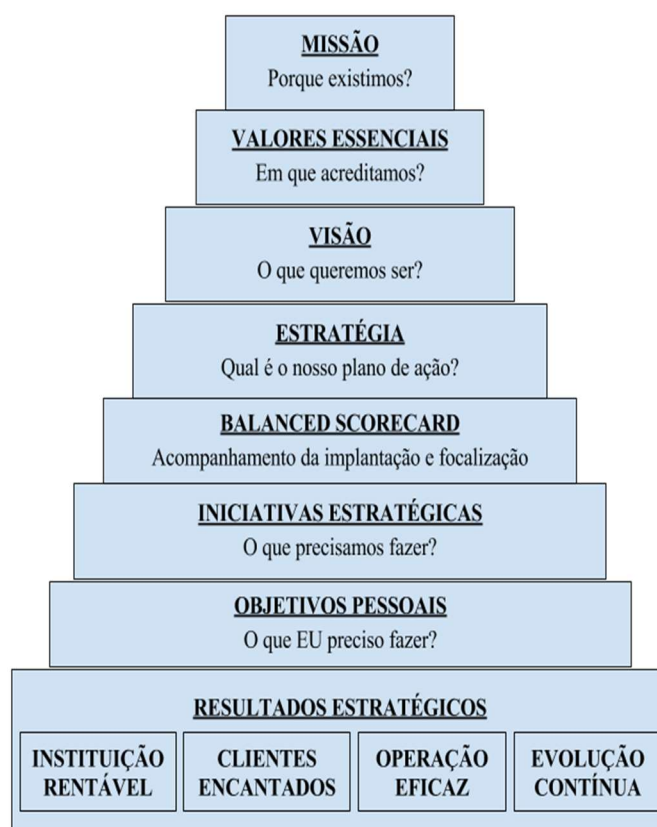 MISSÃO
Porque existimos?
VALORES ESSENCIAIS
Em que acreditamos?
VISÃO
O que queremos ser?
ESTRATÉGIA
Qual é o nosso plano de ação?
BALANCED SCORECARD
Acompanhamento da implantação e focalização
INICIATIVAS ESTRATÉGICAS
O que precisamos fazer?
OBJETIVOS PESSOAIS
O que EU preciso fazer?
RESULTADOS ESTRATÉGICOS
INSTITUIÇÃO
RENTÁVEL
CLIENTES
ENCANTADOS
OPERAÇÃO
EFICAZ
EVOLUÇÃO
CONTÍNUA